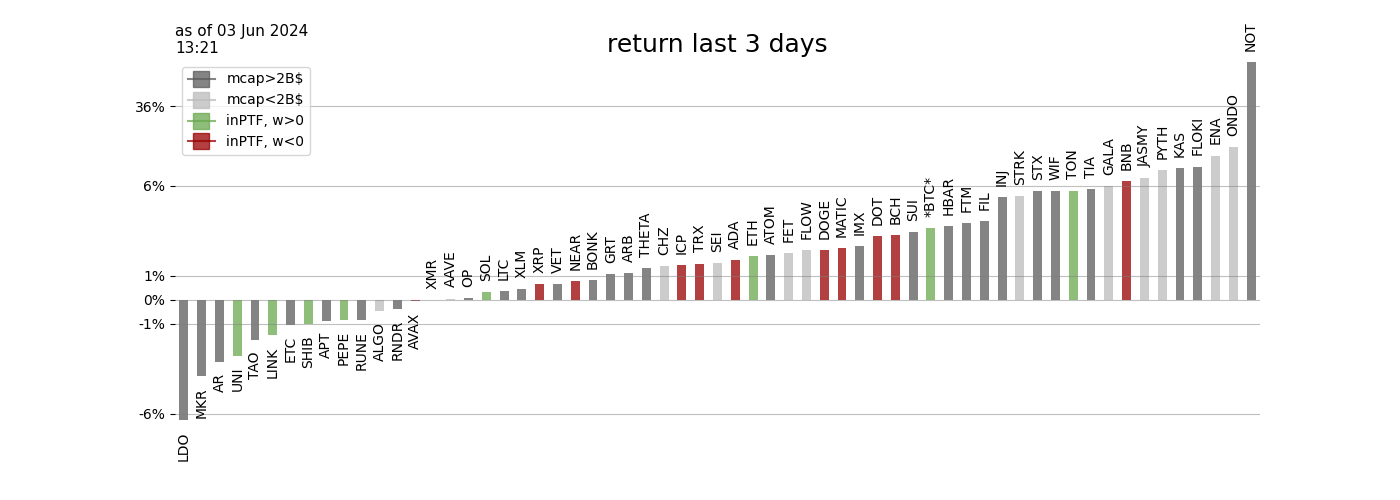 as of 03 Jun 2024
13:21
return last 3 days
mcap>2B$
mcap<2B$
inPTF, w>0
inPTF, w<0
36%
6%
1%
0%
-1%
-6%
LDO
MKR
AR
UNI
TAO
LINK
ETC
SHIB
APT
PEPE
RUNE
ALGO
RNDR
AVAX
XMR
AAVE
OP
SOL
LTC
XLM
XRP
VET
NEAR
BONK
GRT
ARB
THETA
CHZ
ICP
TRX
SEI
ADA
ETH
ATOM
FET
FLOW
DOGE
MATIC
IMX
DOT
BCH
SUI
*BTC*
HBAR
FTM
FIL
INJ
STRK
STX
WIF
TON
TIA
GALA
BNB
JASMY
PYTH
KAS
FLOKI
ENA
ONDO
NOT